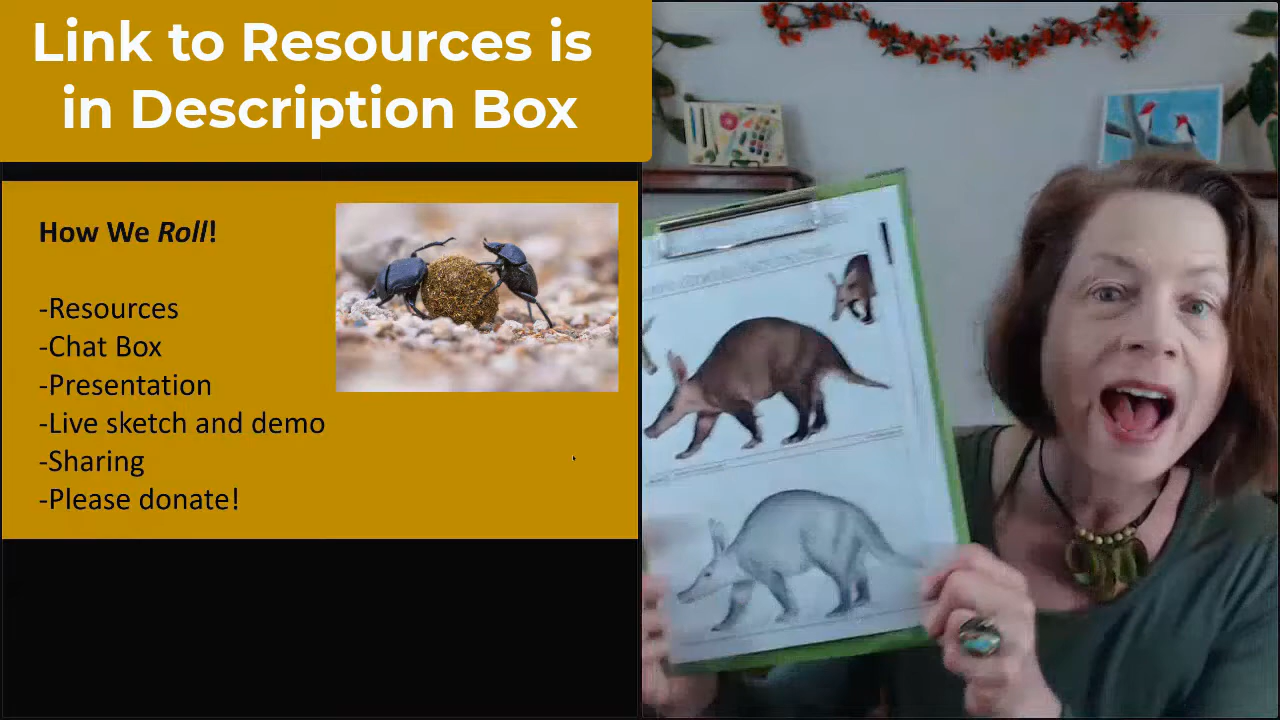 Link to Resources is
in Description Box
How We Roll!
-Resources
-Chat Box
-Presentation
-Live sketch and demo
-Sharing
-Please donate!